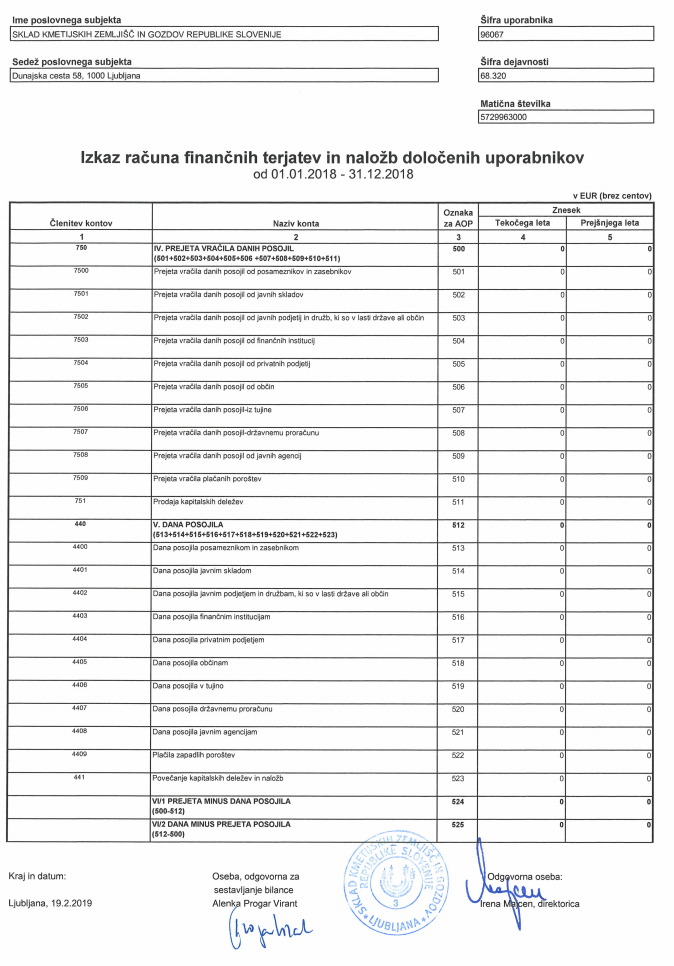 Ime poslovnega subjekta
SKLAD KMETIJSKIH ZEMLJIŠČ IN GOZDOV REPUBLIKE SLOVENIJE
Šifra uporabnika
96067
Sedež poslovnega subjekta
Dunajska cesta 58, 1000 Ljubljana
Šifra dejavnosti
68.320
Matična številka
5729963000
Izkaz računa finančnih terjatev in naložb določenih uporabnikov
od 01.01.2018 - 31.12.2018
v EUR (brez centov)
Členitev kontov Naziv konta Oznaka za AOP Znesek
Tekočega leta Prejšnjega leta
1 2 3 4 5
750 IV. PREJETA VRAČILA DANIH POSOJIL 500 0 0
(501+502+503+504+505+506 +507+508+509+510+511)
7500 Prejeta vračila danih posojil od posameznikov in zasebnikov 501 0 0
7501 Prejeta vračila danih posojil od javnih skladov 502 0 0
7502 Prejeta vračila danih posojil od javnih podjetij in družb, ki so v lasti države ali občin 503 0 0
7503 Prejeta vračila danih posojil od finančnih institucij 504 0 0
7504 Prejeta vračila danih posojil od privatnih podjetij 505 0 0
7505 Prejeta vračila danih posojil od občin 506 0 0
7506 Prejeta vračila danih posojil-iz tujine 507 0 0
7507 Prejeta vračila danih posojil-državnemu proračunu 508 0 0
7508 Prejeta vračila danih posojil od javnih agencij 509 0 0
7509 Prejeta vračila plačanih poroštev 510 0 0
751 Prodaja kapitalskih deležev 511 0 0
440 V. DANA POSOJILA 512 0 0
(513+514+515+516+517+518+519+520+521+522+523)
4400 Dana posojila posameznikom in zasebnikom 513 0 0
4401 Dana posojila javnim skladom 514 0 0
4402 Dana posojila javnim podjetjem in družbam, ki so v lasti države ali občin 515 0 0
4403 Dana posojila finančnim institucijam 516 0 0
4404 Dana posojila privatnim podjetjem 517 0 0
4405 Dana posojila občinam 518 0 0
4406 Dana posojila v tujino 519 0 0
4407 Dana posojila državnemu proračunu 520 0 0
4408 Dana posojila javnim agencijam 521 0 0
4409 Plačila zapadlih poroštev 522 0 0
441 Povečanje kapitalskih deležev in naložb 523 0 0
VI/1 PREJETA MINUS DANA POSOJILA 524 0 0
(500-512)
VI/2 DANA MINUS PREJETA POSOJILA 525 0 0
(512-500)
Kraj in datum:
Ljubljana, 19.2.2019
Oseba, odgovorna za
sestavljanje bilance
Alenka Progar Virant
SKLAD KMETIJSKIH ZEMLJIŠČ IN GOZDOV
REPUBLIKE SLOVENIJE
3
LJUBLJANA
Odgovorna oseba:
Irena Majcen, direktorica